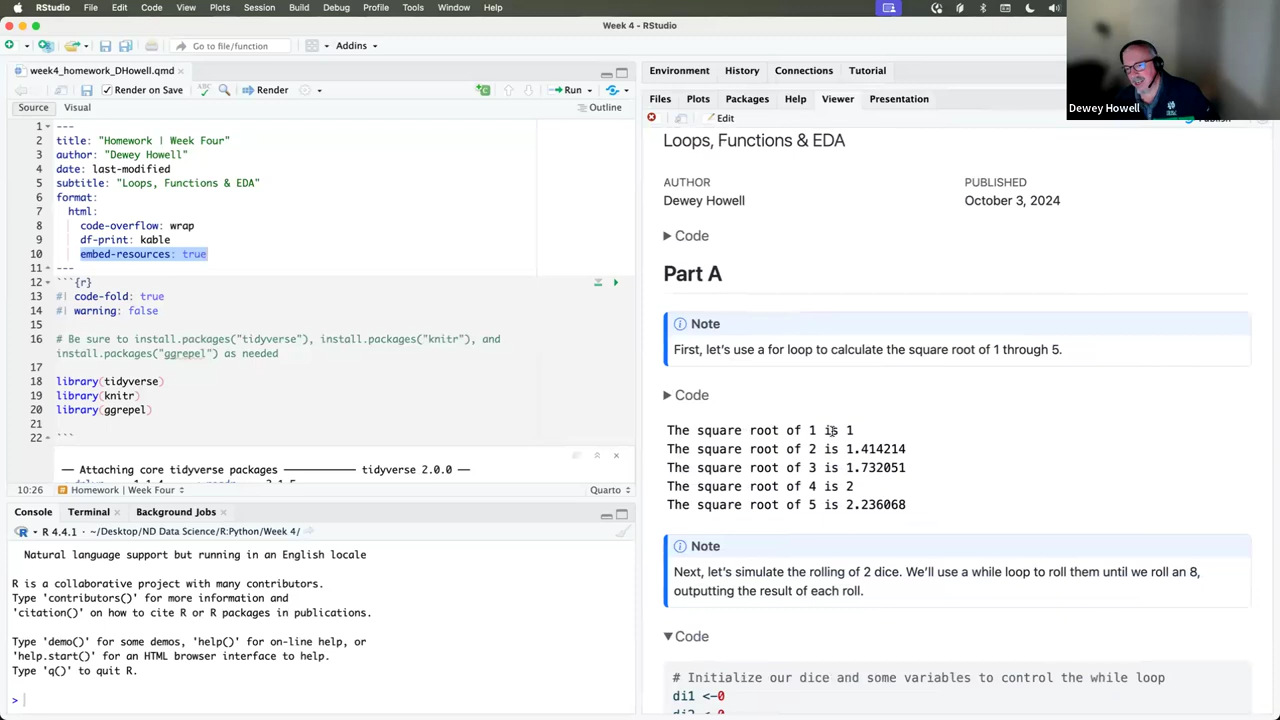 RStudio File Edit Code View Plots Session Build Debug Profile Tools Window Help
Week 4 - RStudio
Go to file/function Addins
week4_homework_DHowell.qmd
Render on Save Render Run
Source Visual Outline
1 ---
2 title: "Homework | Week Four"
3 author: "Dewey Howell"
4 date: last-modified
5 subtitle: "Loops, Functions & EDA"
6 format:
7 html:
8 code-overflow: wrap
9 df-print: kable
10 embed-resources: true
11 ---
12 ```{r}
13 #| code-fold: true
14 #| warning: false
15
16 # Be sure to install.packages("tidyverse"), install.packages("knitr"), and
install.packages("ggrepel") as needed
17
18 library(tidyverse)
19 library(knitr)
20 library(ggrepel)
21
22 ```
── Attaching core tidyverse packages ──────────── tidyverse 2.0.0 ──
10:26 Homework | Week Four Quarto
Console Terminal Background Jobs
R 4.4.1 · ~/Desktop/ND Data Science/R:Python/Week 4/
Natural language support but running in an English locale
R is a collaborative project with many contributors.
Type 'contributors()' for more information and
'citation()' on how to cite R or R packages in publications.
Type 'demo()' for some demos, 'help()' for on-line help, or
'help.start()' for an HTML browser interface to help.
Type 'q()' to quit R.
>
Environment History Connections Tutorial
Files Plots Packages Help Viewer Presentation
Edit
Dewey Howell
Loops, Functions & EDA
AUTHOR PUBLISHED
Dewey Howell October 3, 2024
Code
Part A
Note
First, let's use a for loop to calculate the square root of 1 through 5.
Code
The square root of 1 is 1
The square root of 2 is 1.414214
The square root of 3 is 1.732051
The square root of 4 is 2
The square root of 5 is 2.236068
Note
Next, let's simulate the rolling of 2 dice. We'll use a while loop to roll them until we roll an 8,
outputting the result of each roll.
Code
# Initialize our dice and some variables to control the while loop
di1 <-0